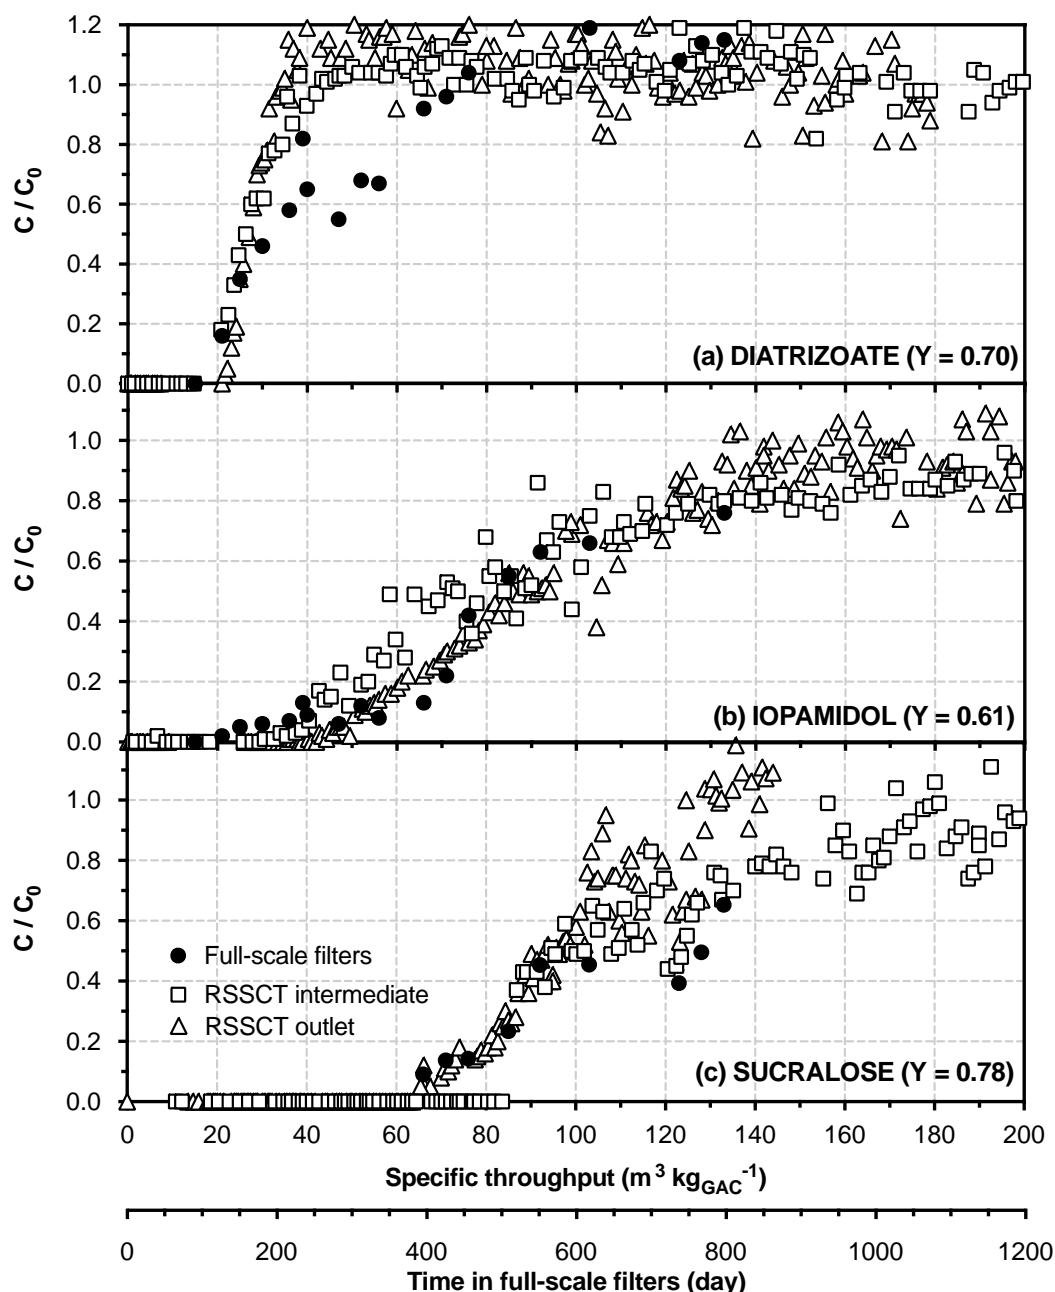 1.2
1.0
0.8
0.6
0.4
0.2
0.0
C / C0
(a) DIATRIZOATE (Y = 0.70)
1.0
0.8
0.6
0.4
0.2
0.0
C / C0
(b) IOPAMIDOL (Y = 0.61)
1.0
0.8
0.6
0.4
0.2
0.0
C / C0
Full-scale filters
RSSCT intermediate
RSSCT outlet
(c) SUCRALOSE (Y = 0.78)
0 20 40 60 80 100 120 140 160 180 200
Specific throughput (m3 kgGAC-1)
0 200 400 600 800 1000 1200
Time in full-scale filters (day)